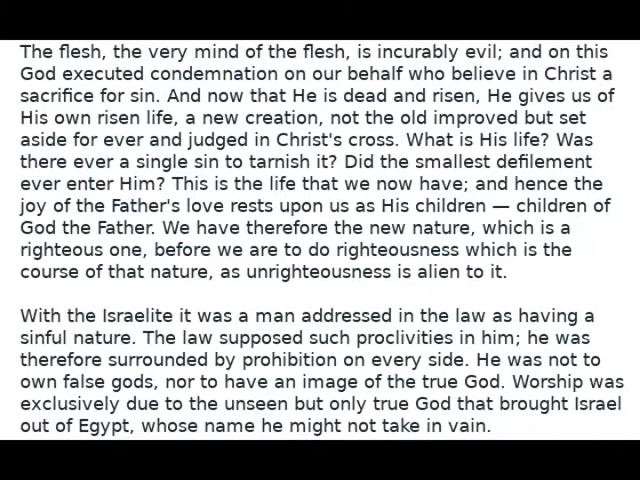 The flesh, the very mind of the flesh, is incurably evil; and on this
God executed condemnation on our behalf who believe in Christ a
sacrifice for sin. And now that He is dead and risen, He gives us of
His own risen life, a new creation, not the old improved but set
aside for ever and judged in Christ's cross. What is His life? Was
there ever a single sin to tarnish it? Did the smallest defilement
ever enter Him? This is the life that we now have; and hence the
joy of the Father's love rests upon us as His children — children of
God the Father. We have therefore the new nature, which is a
righteous one, before we are to do righteousness which is the
course of that nature, as unrighteousness is alien to it.
With the Israelite it was a man addressed in the law as having a
sinful nature. The law supposed such proclivities in him; he was
therefore surrounded by prohibition on every side. He was not to
own false gods, nor to have an image of the true God. Worship was
exclusively due to the unseen but only true God that brought Israel
out of Egypt, whose name he might not take in vain.